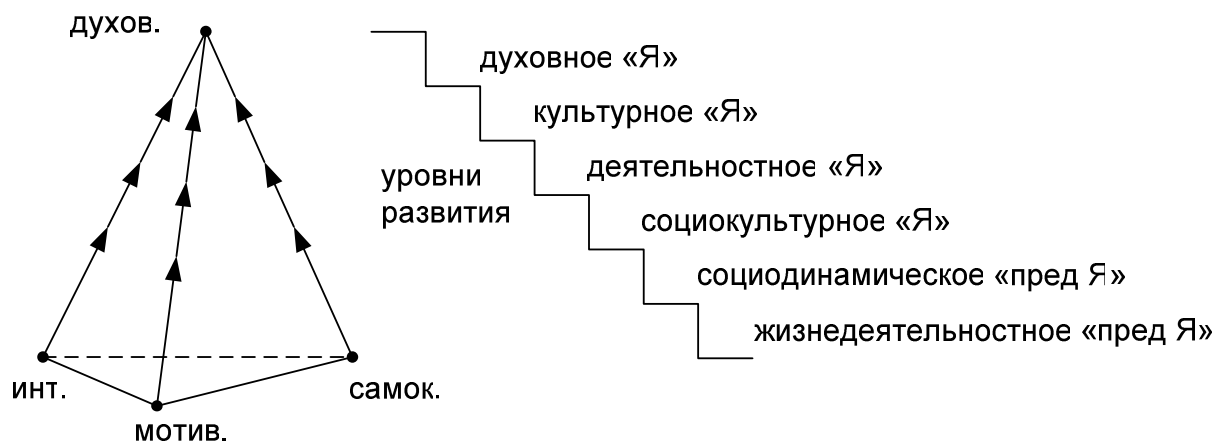 духов.
духовное «Я»
культурное «Я»
деятельностное «Я»
уровни
развития
социокультурное «Я»
социодинамическое «пред Я»
жизнедеятельностное «пред Я»
инт.
самок.
мотив.